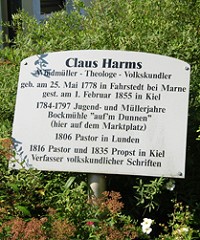 Claus Harms
Windmüller - Theologe - Volkskundler
geb. am 25. Mai 1778 in Fahrstedt bei Marne
gest. am 1. Februar 1855 in Kiel
1784-1797 Jugend- und Müllerjahre
Bockmühle "auf'm Dunnen"
(hier auf dem Marktplatz)
1806 Pastor in Lunden
1816 Pastor und 1835 Propst in Kiel
Verfasser volkskundlicher Schriften